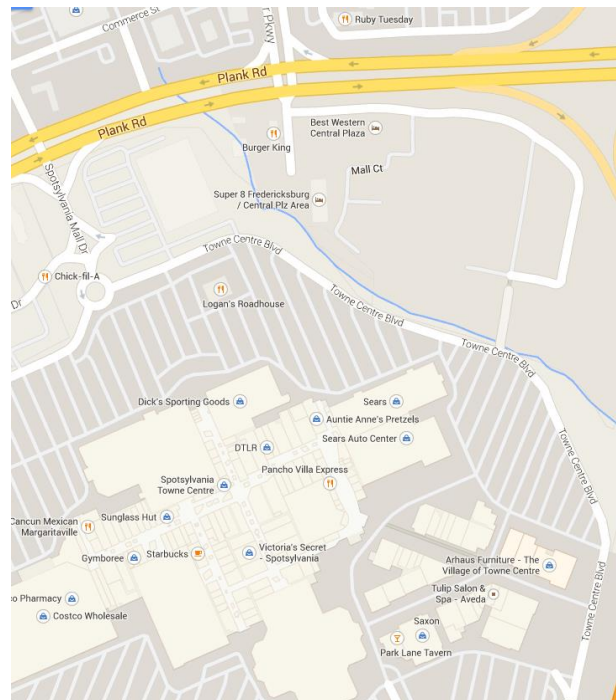 Commerce St
r Pkwy
Ruby Tuesday
Plank Rd
Plank Rd
Best Western
Central Plaza
Burger King
Mall Ct
Spotsylvania Mall Dr
Super 8 Fredericksburg
/ Central Plz Area
Towne Centre Blvd
Chick-fil-A
Dr
Logan's Roadhouse
Towne Centre Blvd
Towne Centre Blvd
Dick's Sporting Goods
Sears
Auntie Anne's Pretzels
Sears Auto Center
DTLR
Pancho Villa Express
Towne Centre Blvd
Spotsylvania
Towne Centre
Sunglass Hut
Cancun Mexican
Margaritaville
Starbucks
Gymboree
Victoria's Secret
- Spotsylvania
Arhaus Furniture - The
Village of Towne Centre
Towne Centre Blvd
Tulip Salon &
Spa - Aveda
co Pharmacy
Costco Wholesale
Saxon
Park Lane Tavern